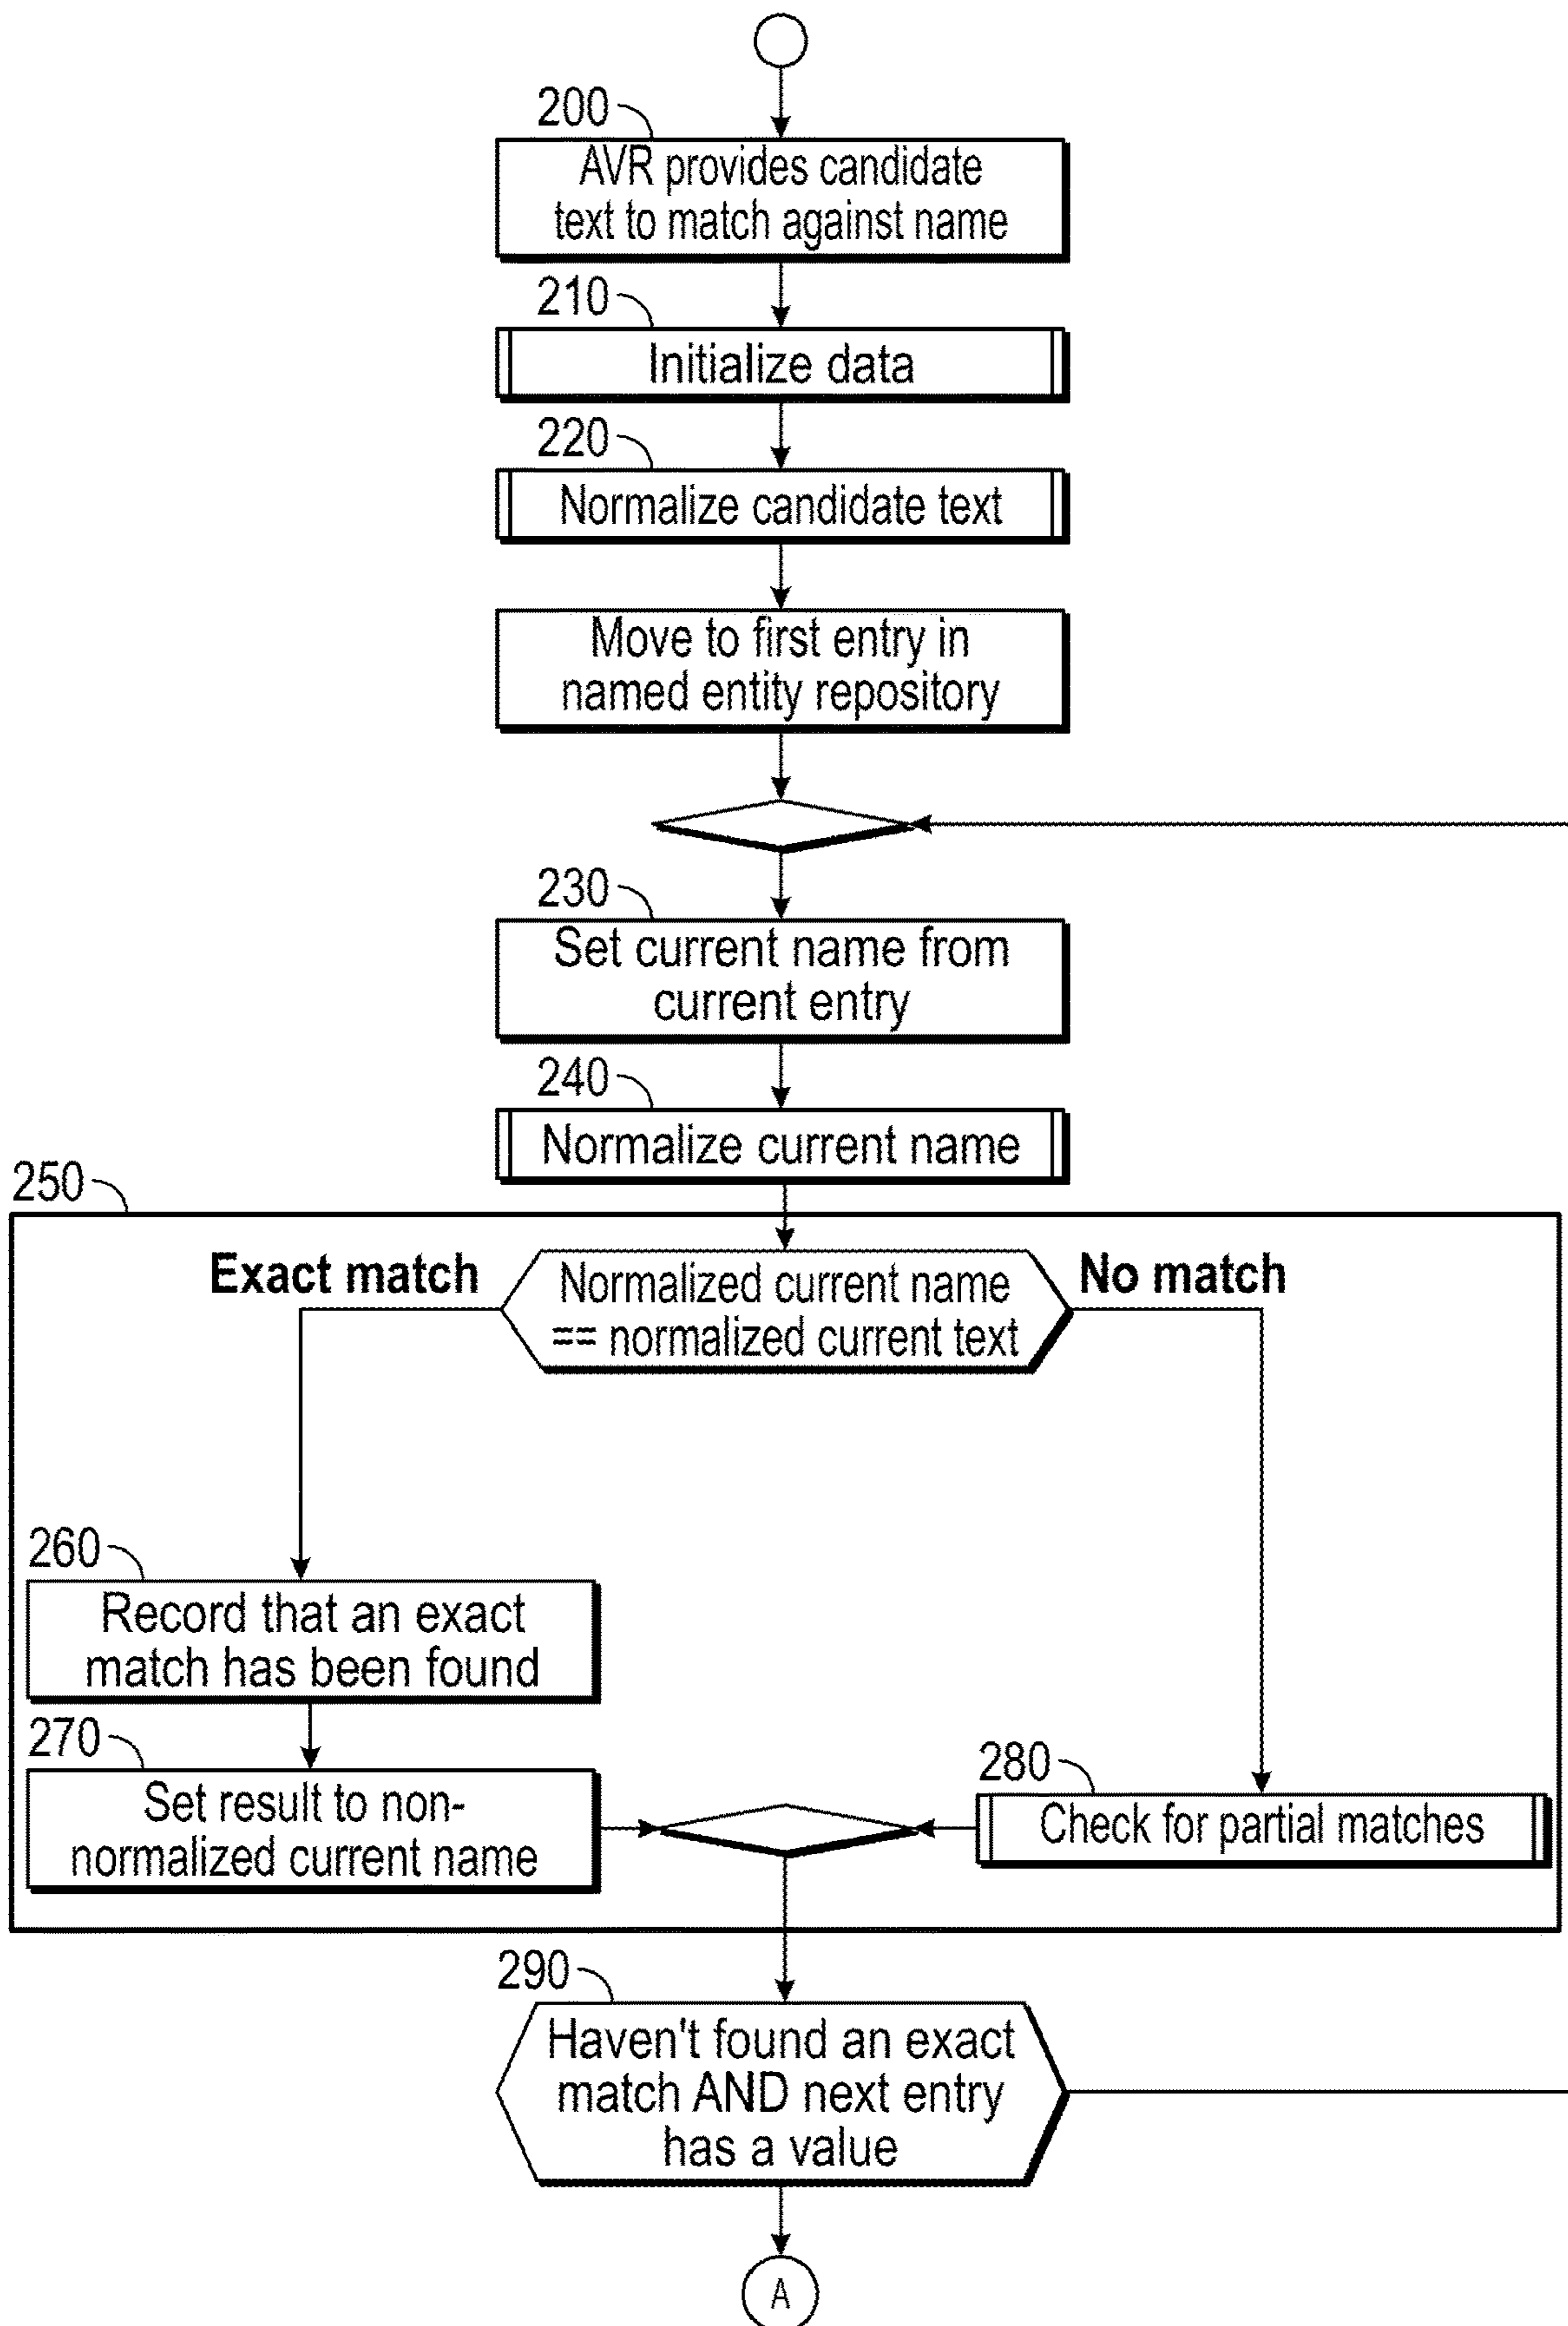 200
AVR provides candidate
text to match against name
210
Initialize data
220
Normalize candidate text
Move to first entry in
named entity repository
230
Set current name from
current entry
240
Normalize current name
250
Exact match
Normalized current name
== normalized current text
No match
260
Record that an exact
match has been found
270
Set result to non-
normalized current name
280
Check for partial matches
290
Haven't found an exact
match AND next entry
has a value
A